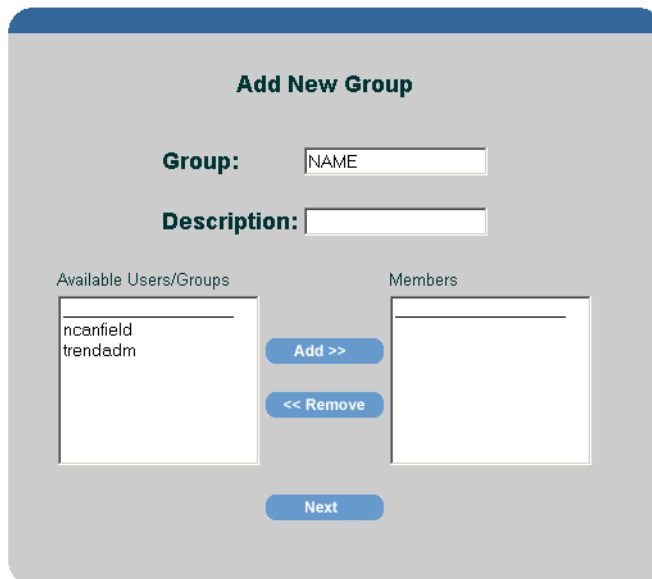 Add New Group
Group: NAME
Description:
Available Users/Groups Members
ncanfield
trendadm
Add >>
<< Remove
Next